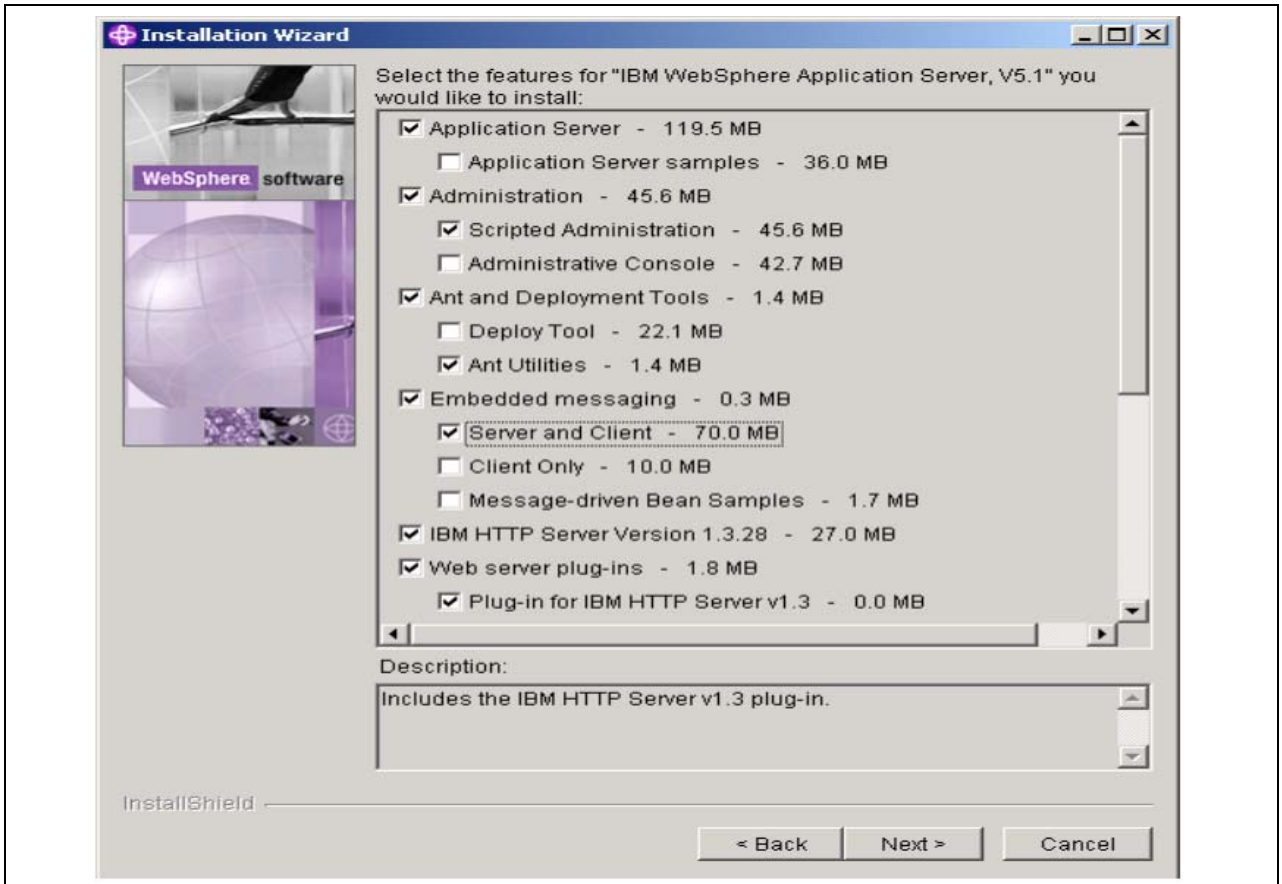 Installation Wizard
Select the features for "IBM WebSphere Application Server, V5.1" you
would like to install:
WebSphere software
Application Server - 119.5 MB
Application Server samples - 36.0 MB
Administration - 45.6 MB
Scripted Administration - 45.6 MB
Administrative Console - 42.7 MB
Ant and Deployment Tools - 1.4 MB
Deploy Tool - 22.1 MB
Ant Utilities - 1.4 MB
Embedded messaging - 0.3 MB
Server and Client - 70.0 MB
Client Only - 10.0 MB
Message-driven Bean Samples - 1.7 MB
IBM HTTP Server Version 1.3.28 - 27.0 MB
Web server plug-ins - 1.8 MB
Plug-in for IBM HTTP Server v1.3 - 0.0 MB
Description:
Includes the IBM HTTP Server v1.3 plug-in.
InstallShield
< Back
Next >
Cancel